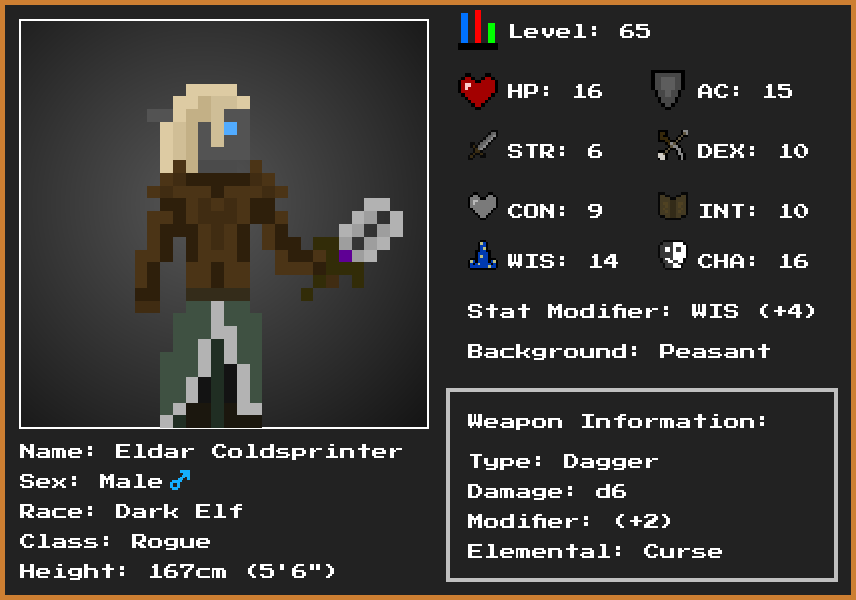 Level: 65
HP: 16
AC: 15
STR: 6
DEX: 10
CON: 9
INT: 10
WIS: 14
CHA: 16
Stat Modifier: WIS (+4)
Background: Peasant
Weapon Information:
Type: Dagger
Damage: d6
Modifier: (+2)
Elemental: Curse
Name: Eldar Coldsprinter
Sex: Male ♂
Race: Dark Elf
Class: Rogue
Height: 167cm (5'6")